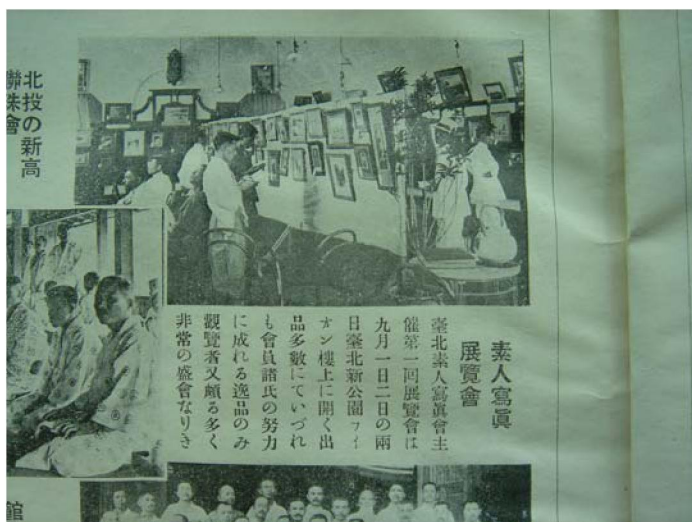 素人寫眞
展覽會
臺北素人寫眞會主
催第一回展覽會は
九月一日二日の兩
日臺北新公園ライ
オン樓上に開く出
品多數にていづれ
も會員諸氏の努力
に成れる逸品のみ
觀覽者又頗る多く
非常の盛會なりき
北投の新高
聯珠會
館